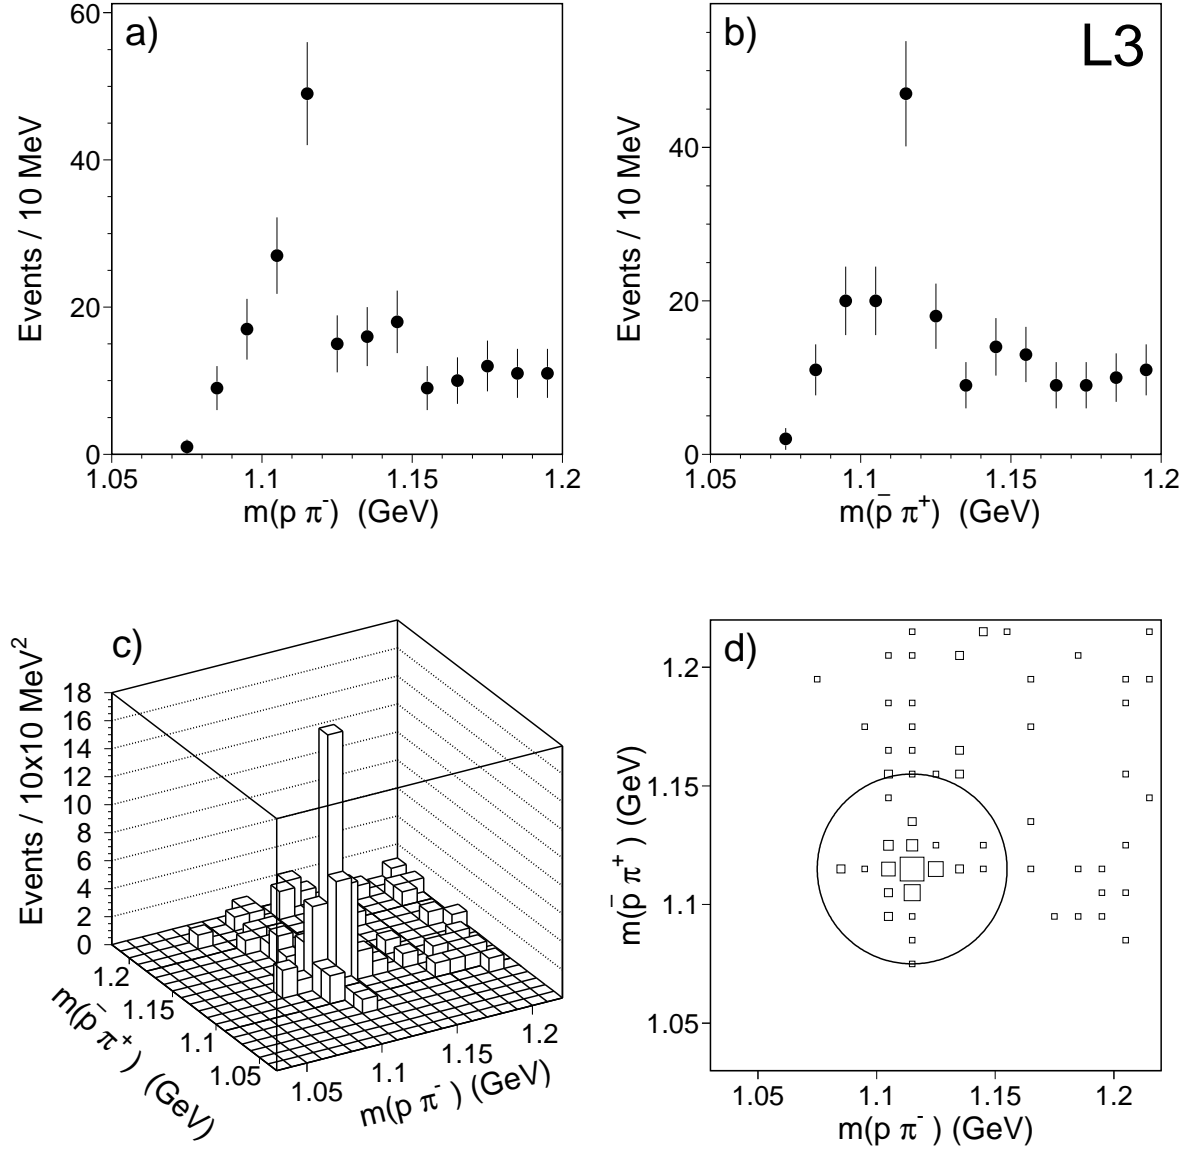 a)
60
40
20
0
Events / 10 MeV
1.05 1.1 1.15 1.2
m(p π⁻) (GeV)
b)
L3
40
20
0
Events / 10 MeV
1.05 1.1 1.15 1.2
m(p̄ π⁺) (GeV)
c)
18
16
14
12
10
8
6
4
2
0
Events / 10x10 MeV²
1.2
1.15
1.1
1.05
m(p̄ π⁺) (GeV)
1.05
1.1
1.15
1.2
m(p π⁻) (GeV)
d)
1.2
1.15
1.1
1.05
m(p̄ π⁺) (GeV)
1.05 1.1 1.15 1.2
m(p π⁻) (GeV)